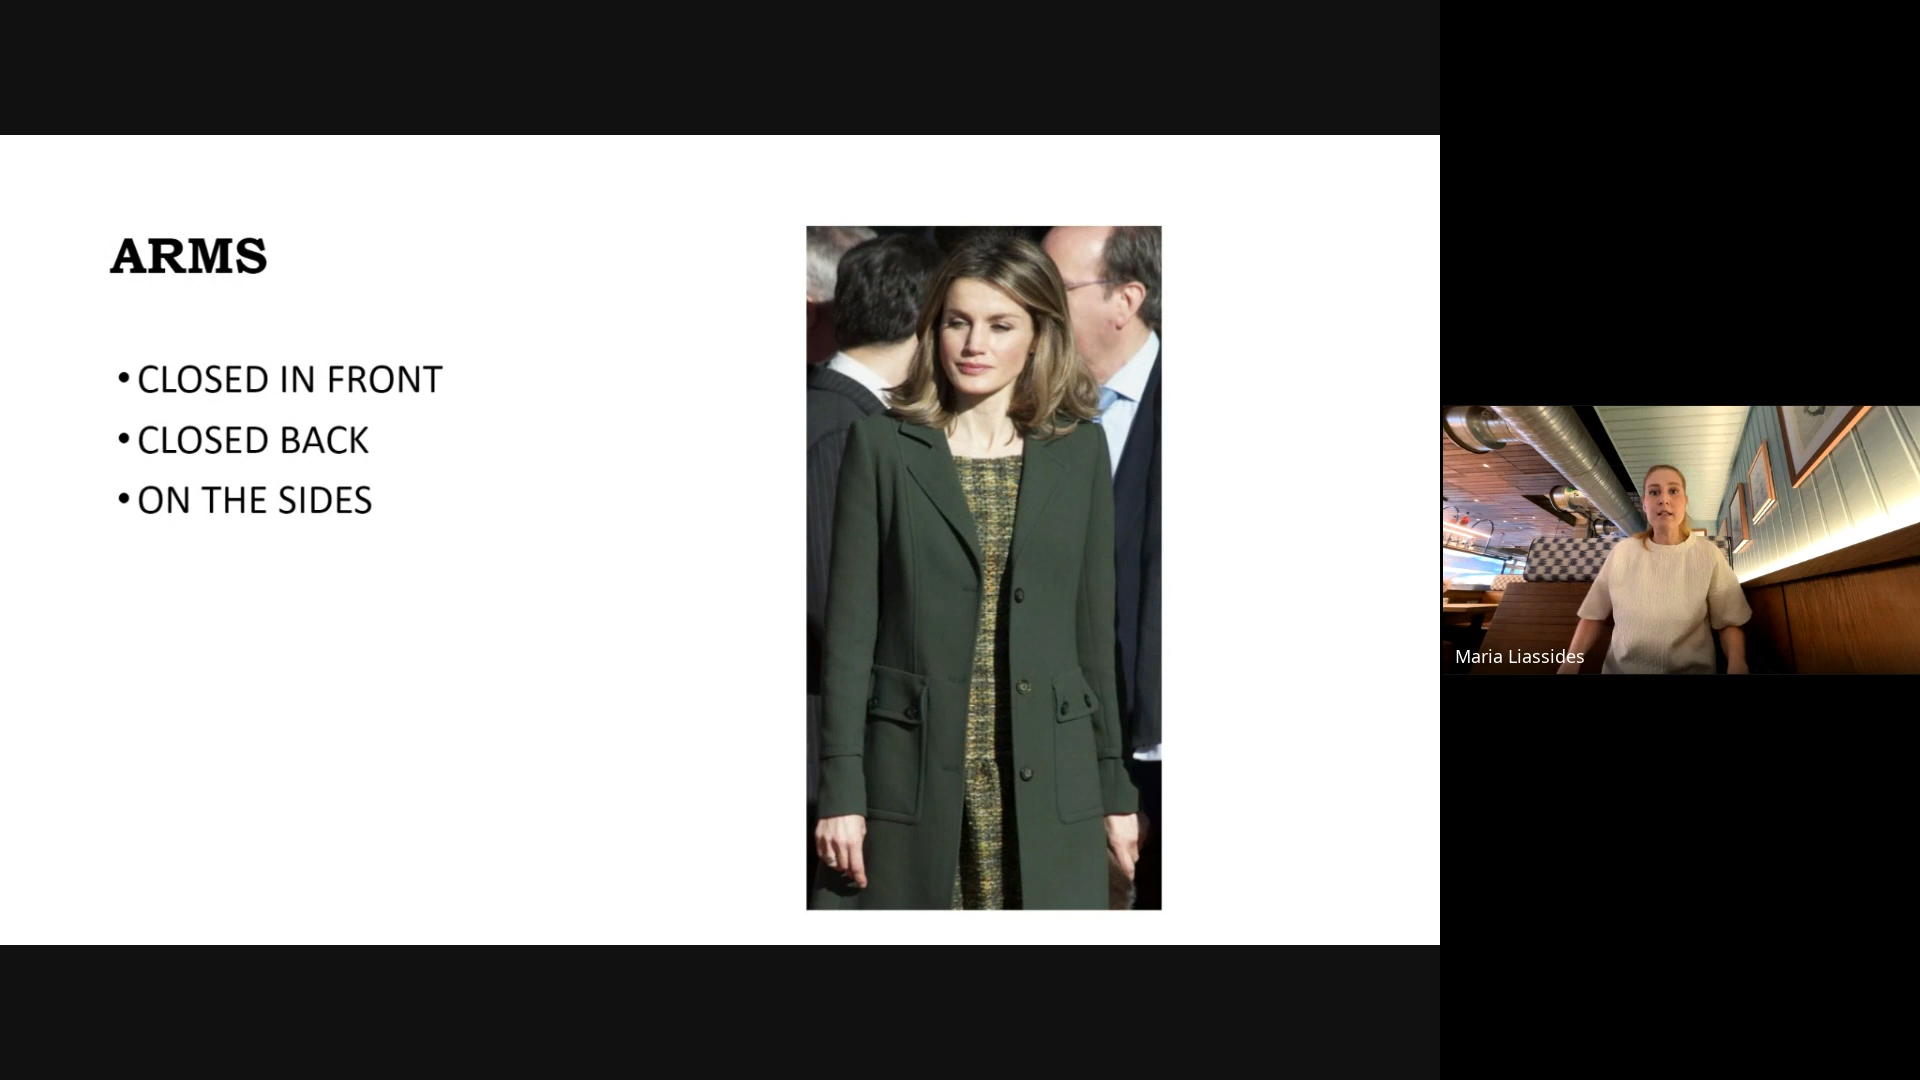 ARMS
• CLOSED IN FRONT
• CLOSED BACK
• ON THE SIDES
Maria Liassides